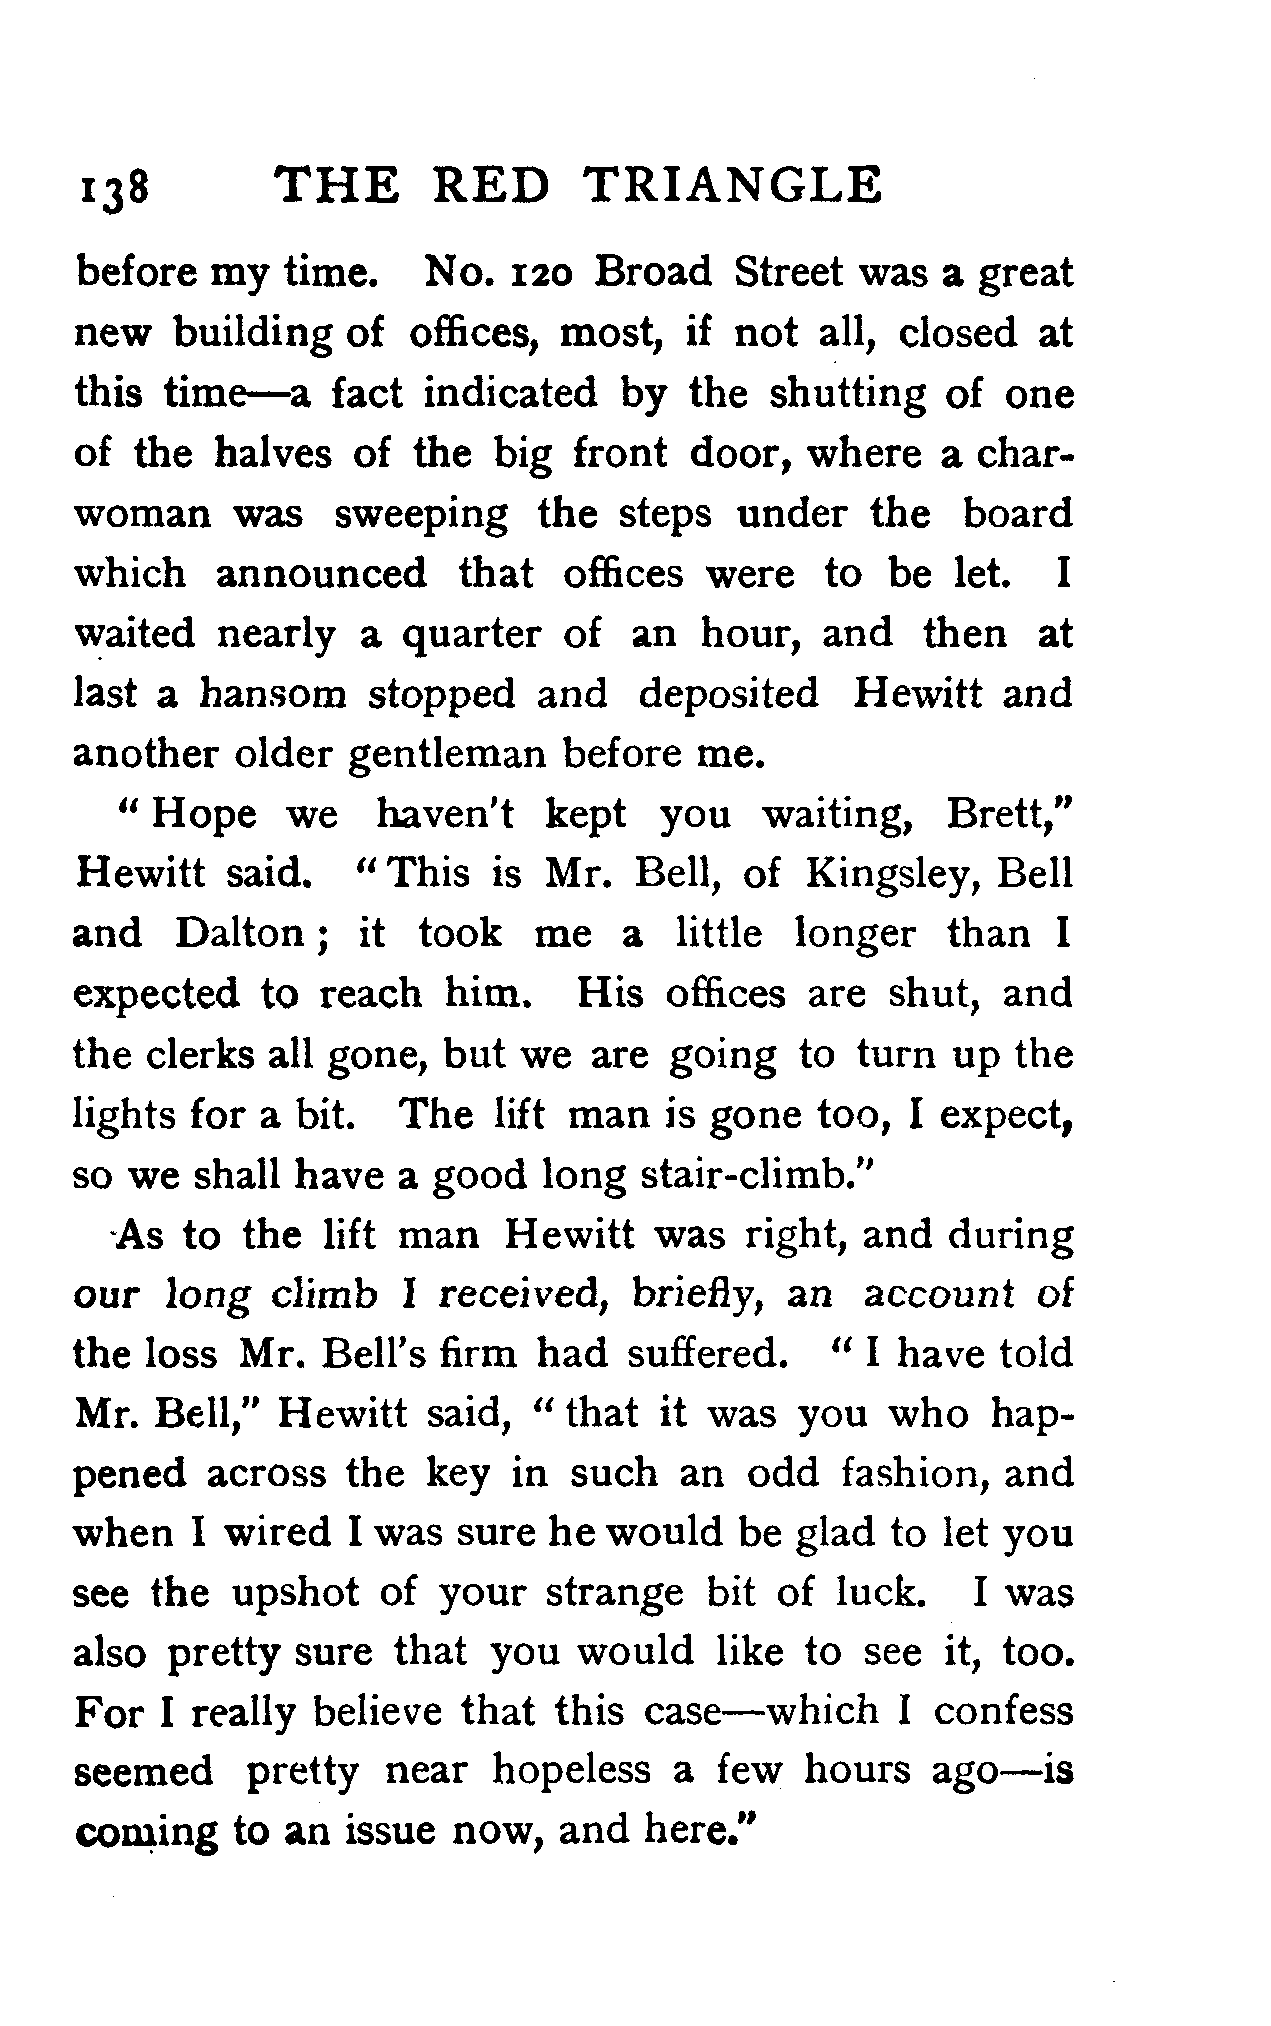 138 THE RED TRIANGLE
before my time. No. 120 Broad Street was a great
new building of offices, most, if not all, closed at
this time—a fact indicated by the shutting of one
of the halves of the big front door, where a char-
woman was sweeping the steps under the board
which announced that offices were to be let. I
waited nearly a quarter of an hour, and then at
last a hansom stopped and deposited Hewitt and
another older gentleman before me.
“ Hope we haven't kept you waiting, Brett,”
Hewitt said. “ This is Mr. Bell, of Kingsley, Bell
and Dalton ; it took me a little longer than I
expected to reach him. His offices are shut, and
the clerks all gone, but we are going to turn up the
lights for a bit. The lift man is gone too, I expect,
so we shall have a good long stair-climb.”
As to the lift man Hewitt was right, and during
our long climb I received, briefly, an account of
the loss Mr. Bell's firm had suffered. “ I have told
Mr. Bell,” Hewitt said, “ that it was you who hap-
pened across the key in such an odd fashion, and
when I wired I was sure he would be glad to let you
see the upshot of your strange bit of luck. I was
also pretty sure that you would like to see it, too.
For I really believe that this case—which I confess
seemed pretty near hopeless a few hours ago—is
coming to an issue now, and here.”